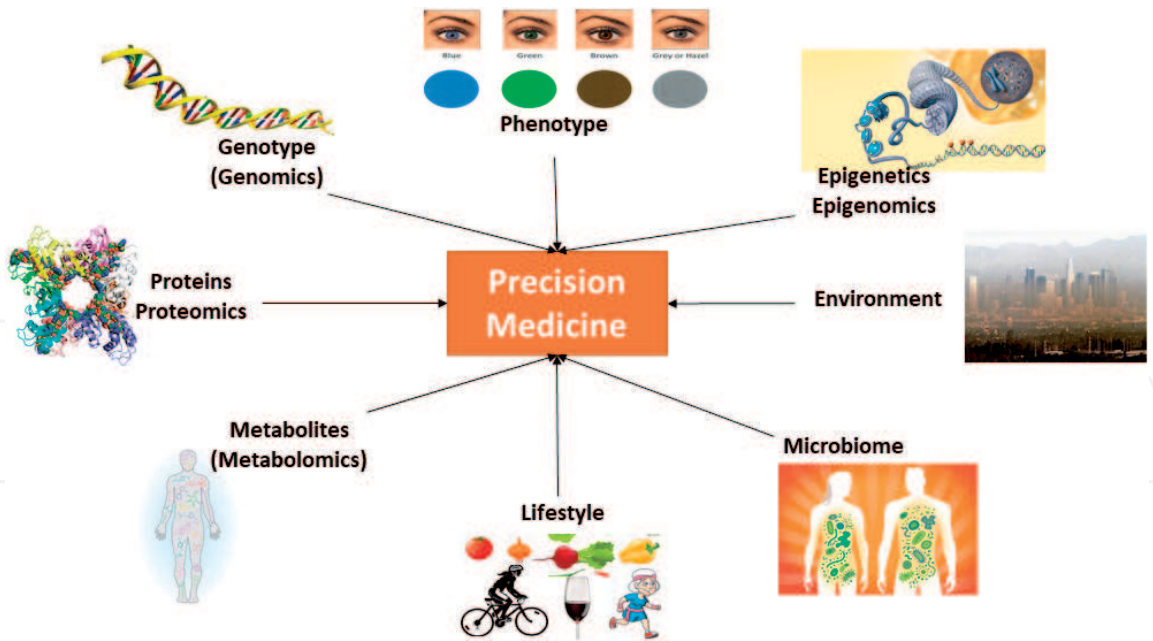 Blue
Green
Brown
Grey or Hazel
Phenotype
Genotype
(Genomics)
Epigenetics
Epigenomics
Proteins
Proteomics
Precision
Medicine
Environment
Metabolites
(Metabolomics)
Microbiome
Lifestyle